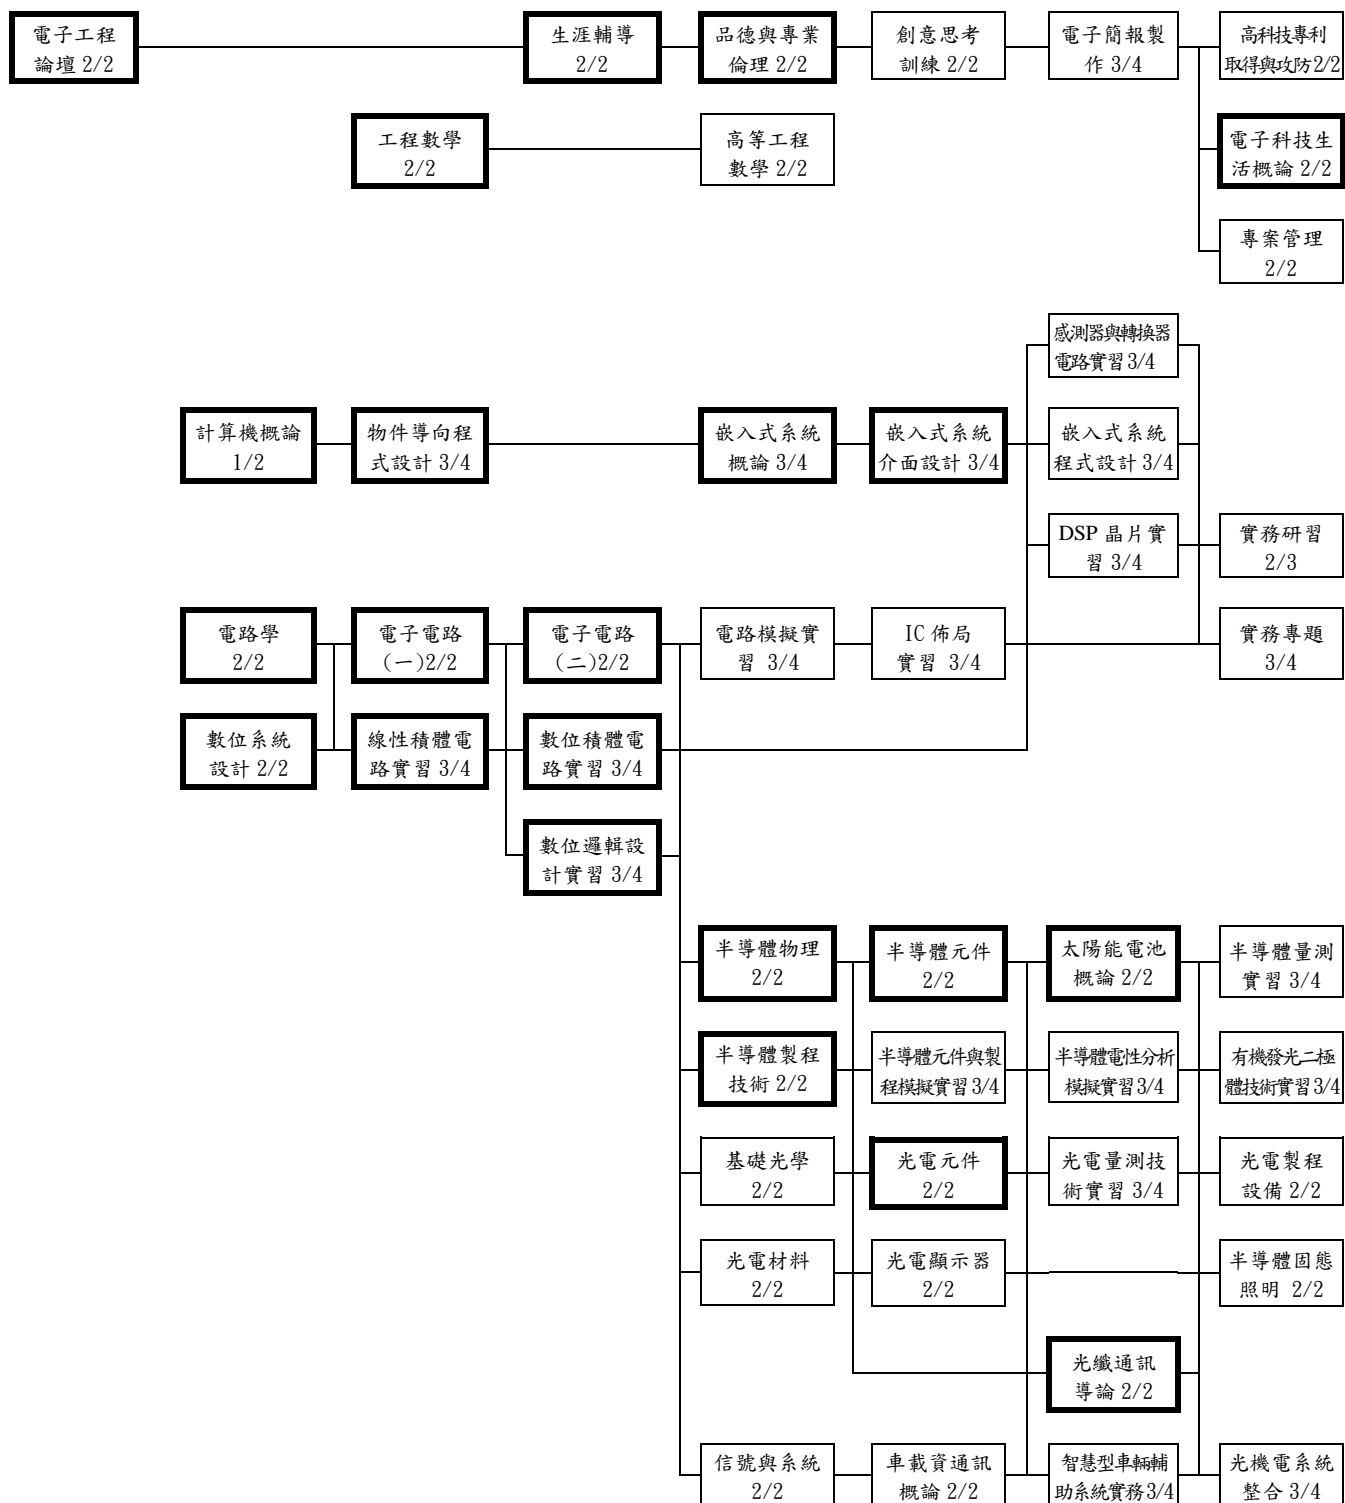 電子工程
論壇 2/2
生涯輔導
2/2
品德與專業
倫理 2/2
創意思考
訓練 2/2
電子簡報製
作 3/4
高科技專利
取得與攻防2/2
工程數學
2/2
高等工程
數學 2/2
電子科技生
活概論 2/2
專案管理
2/2
感測器與轉換器
電路實習 3/4
計算機概論
1/2
物件導向程
式設計 3/4
嵌入式系統
概論 3/4
嵌入式系統
介面設計 3/4
嵌入式系統
程式設計 3/4
DSP 晶片實
習 3/4
實務研習
2/3
電路學
2/2
電子電路
(一)2/2
電子電路
(二)2/2
電路模擬實
習 3/4
IC 佈局
實習 3/4
實務專題
3/4
數位系統
設計 2/2
線性積體電
路實習 3/4
數位積體電
路實習 3/4
數位邏輯設
計實習 3/4
半導體物理
2/2
半導體元件
2/2
太陽能電池
概論 2/2
半導體量測
實習 3/4
半導體製程
技術 2/2
半導體元件與製
程模擬實習3/4
半導體電性分析
模擬實習3/4
有機發光二極
體技術實習3/4
基礎光學
2/2
光電元件
2/2
光電量測技
術實習 3/4
光電製程
設備 2/2
光電材料
2/2
光電顯示器
2/2
半導體固態
照明 2/2
光纖通訊
導論 2/2
信號與系統
2/2
車載資通訊
概論 2/2
智慧型車輛輔
助系統實務3/4
光機電系統
整合 3/4